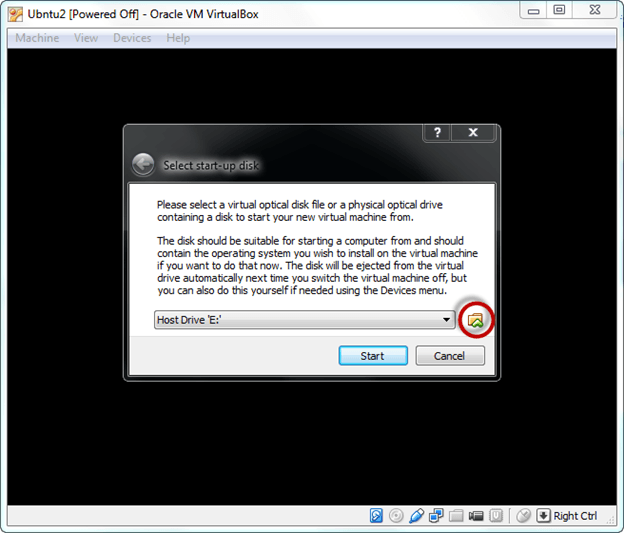 Ubntu2 [Powered Off] - Oracle VM VirtualBox
Machine View Devices Help
?
Select start-up disk
Please select a virtual optical disk file or a physical optical drive
containing a disk to start your new virtual machine from.
The disk should be suitable for starting a computer from and should
contain the operating system you wish to install on the virtual machine
if you want to do that now. The disk will be ejected from the virtual
drive automatically next time you switch the virtual machine off, but
you can also do this yourself if needed using the Devices menu.
Host Drive 'E:'
Start Cancel
Right Ctrl